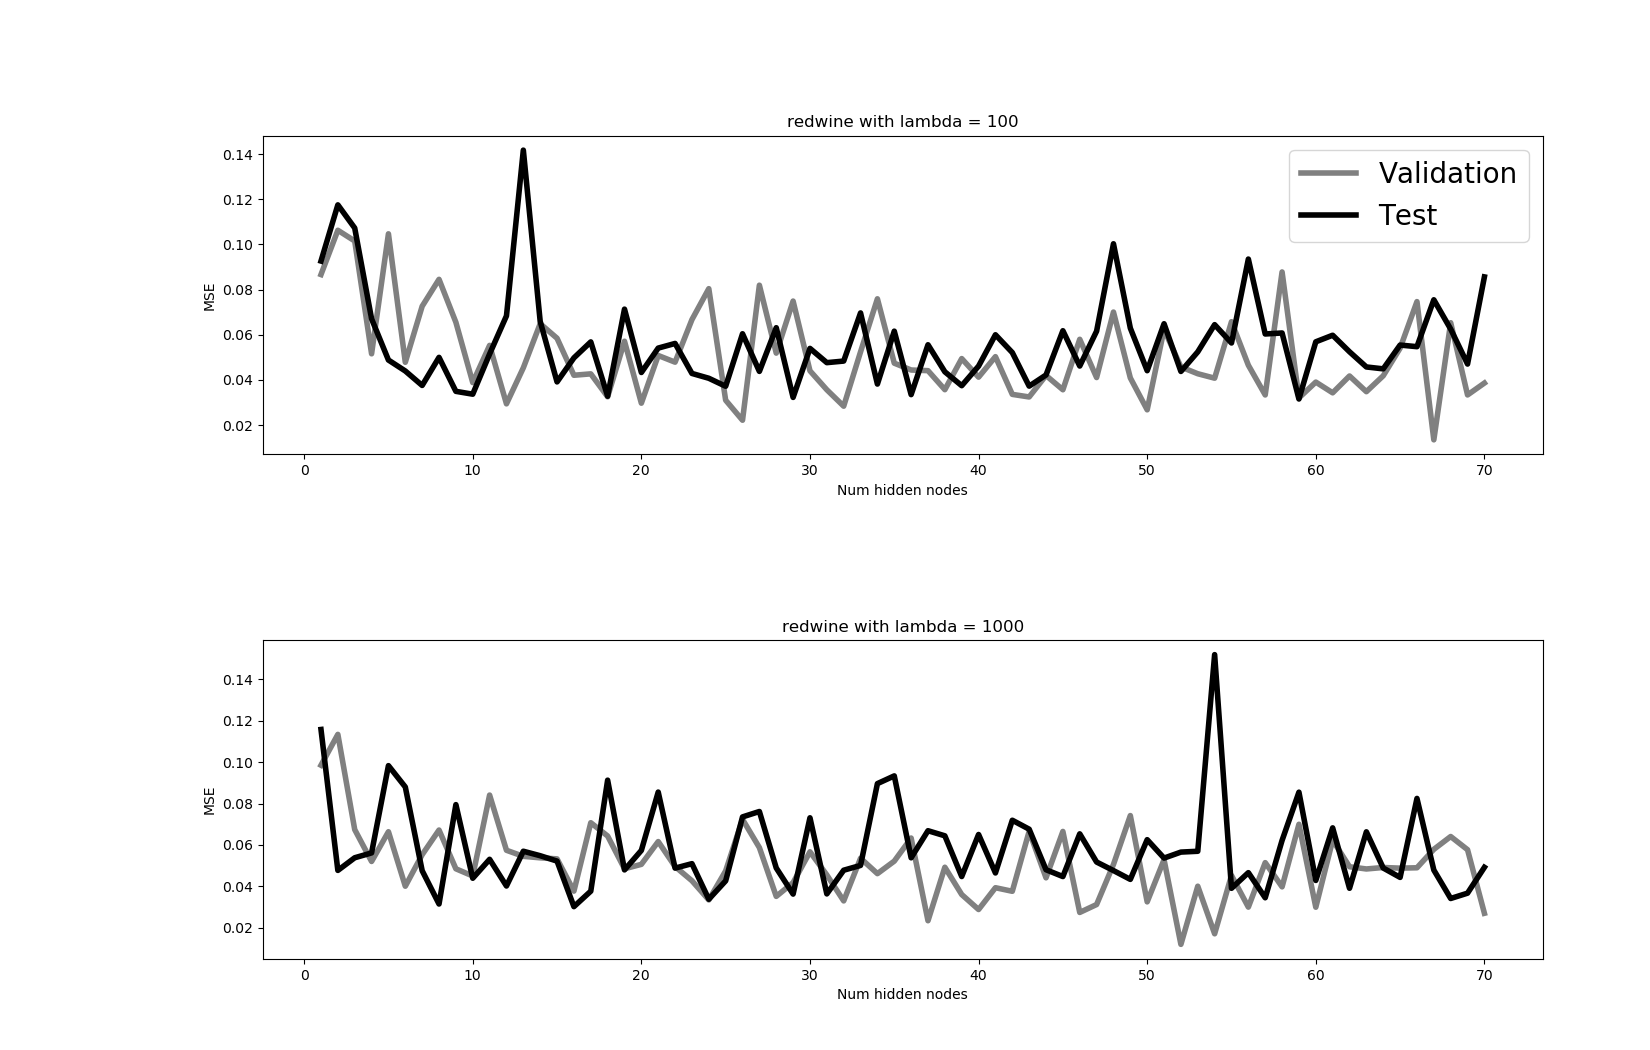 redwine with lambda = 100
0.14
0.12
0.10
0.08
0.06
0.04
0.02
MSE
Validation
Test
0 10 20 30 40 50 60 70
Num hidden nodes
redwine with lambda = 1000
0.14
0.12
0.10
0.08
0.06
0.04
0.02
MSE
0 10 20 30 40 50 60 70
Num hidden nodes